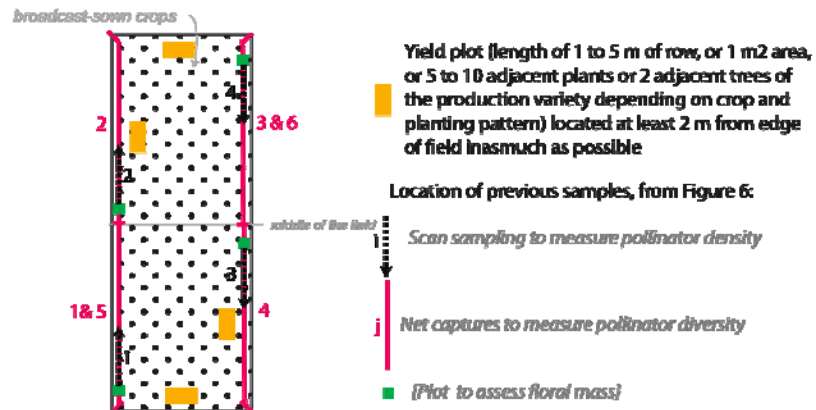 broadcast-sown crops
Yield plot (length of 1 to 5 m of row, or 1 m2 area,
or 5 to 10 adjacent plants or 2 adjacent trees of
the production variety depending on crop and
planting pattern) located at least 2 m from edge
of field inasmuch as possible
4
2
3 & 6
2
Location of previous samples, from Figure 6:
middle of the field
i
Scan sampling to measure pollinator density
3
1 & 5
4
j
Net captures to measure pollinator diversity
1
(Plot to assess floral mass)